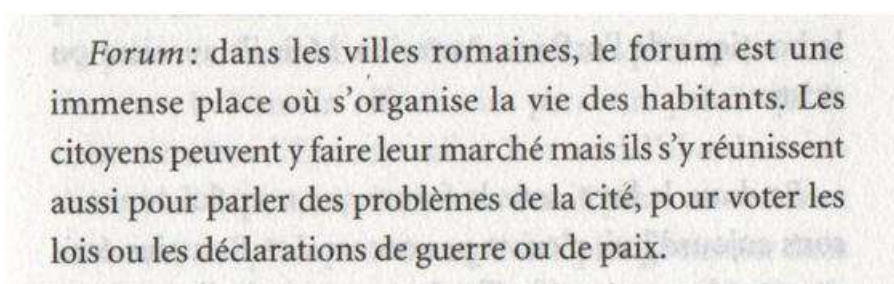 Forum : dans les villes romaines, le forum est une
immense place où s'organise la vie des habitants. Les
citoyens peuvent y faire leur marché mais ils s'y réunissent
aussi pour parler des problèmes de la cité, pour voter les
lois ou les déclarations de guerre ou de paix.